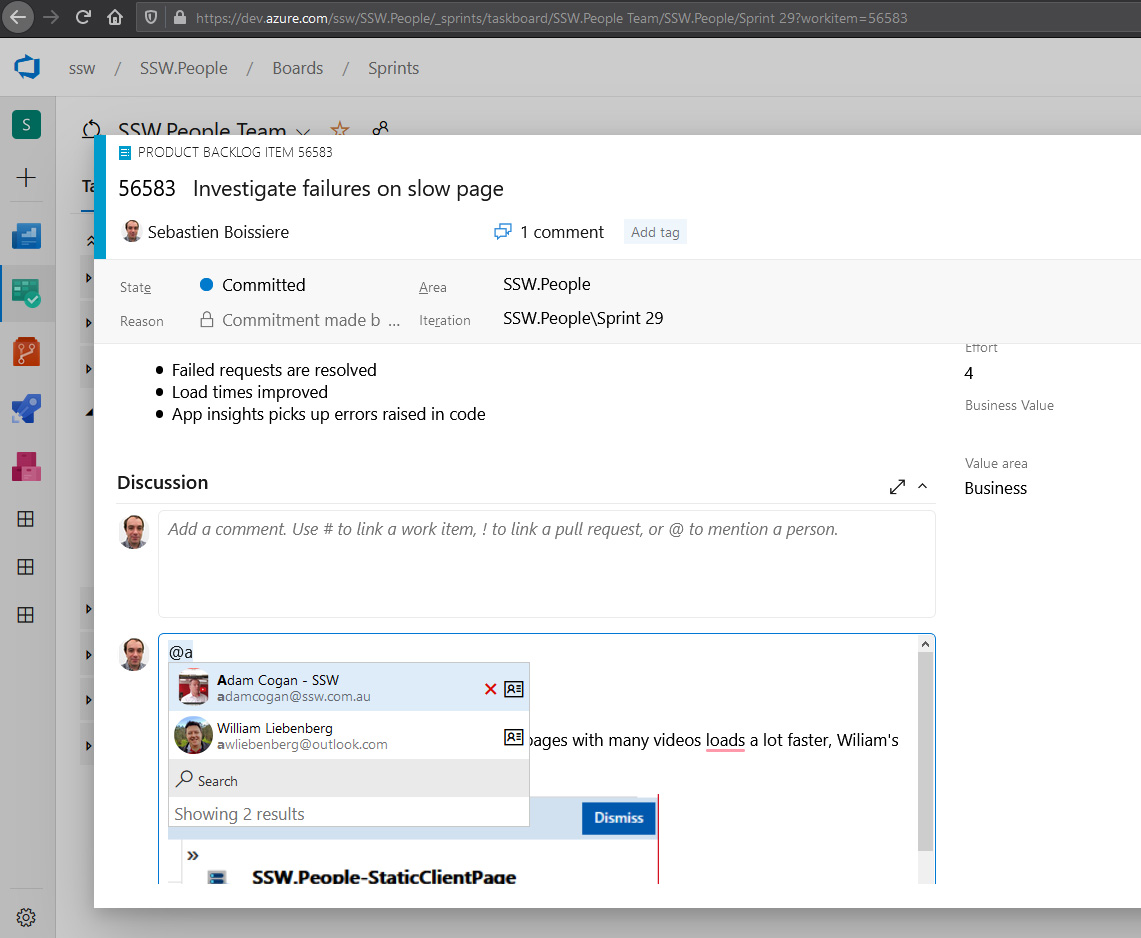 https://dev.azure.com/ssw/SSW.People/_sprints/taskboard/SSW.People Team/SSW.People/Sprint 29?workitem=56583
ssw / SSW.People / Boards / Sprints
S
SSW.People Team
Ta
PRODUCT BACKLOG ITEM 56583
56583 Investigate failures on slow page
Sebastien Boissiere
1 comment
Add tag
State
Committed
Area
SSW.People
Reason
Commitment made b ...
Iteration
SSW.People\Sprint 29
Failed requests are resolved
Load times improved
App insights picks up errors raised in code
Effort
4
Business Value
Value area
Business
Discussion
Add a comment. Use # to link a work item, ! to link a pull request, or @ to mention a person.
@a
Adam Cogan - SSW
adamcogan@ssw.com.au
William Liebenberg
awliebenberg@outlook.com
pages with many videos loads a lot faster, Wiliam's
Search
Showing 2 results
Dismiss
»
SSW.People-StaticClientPage